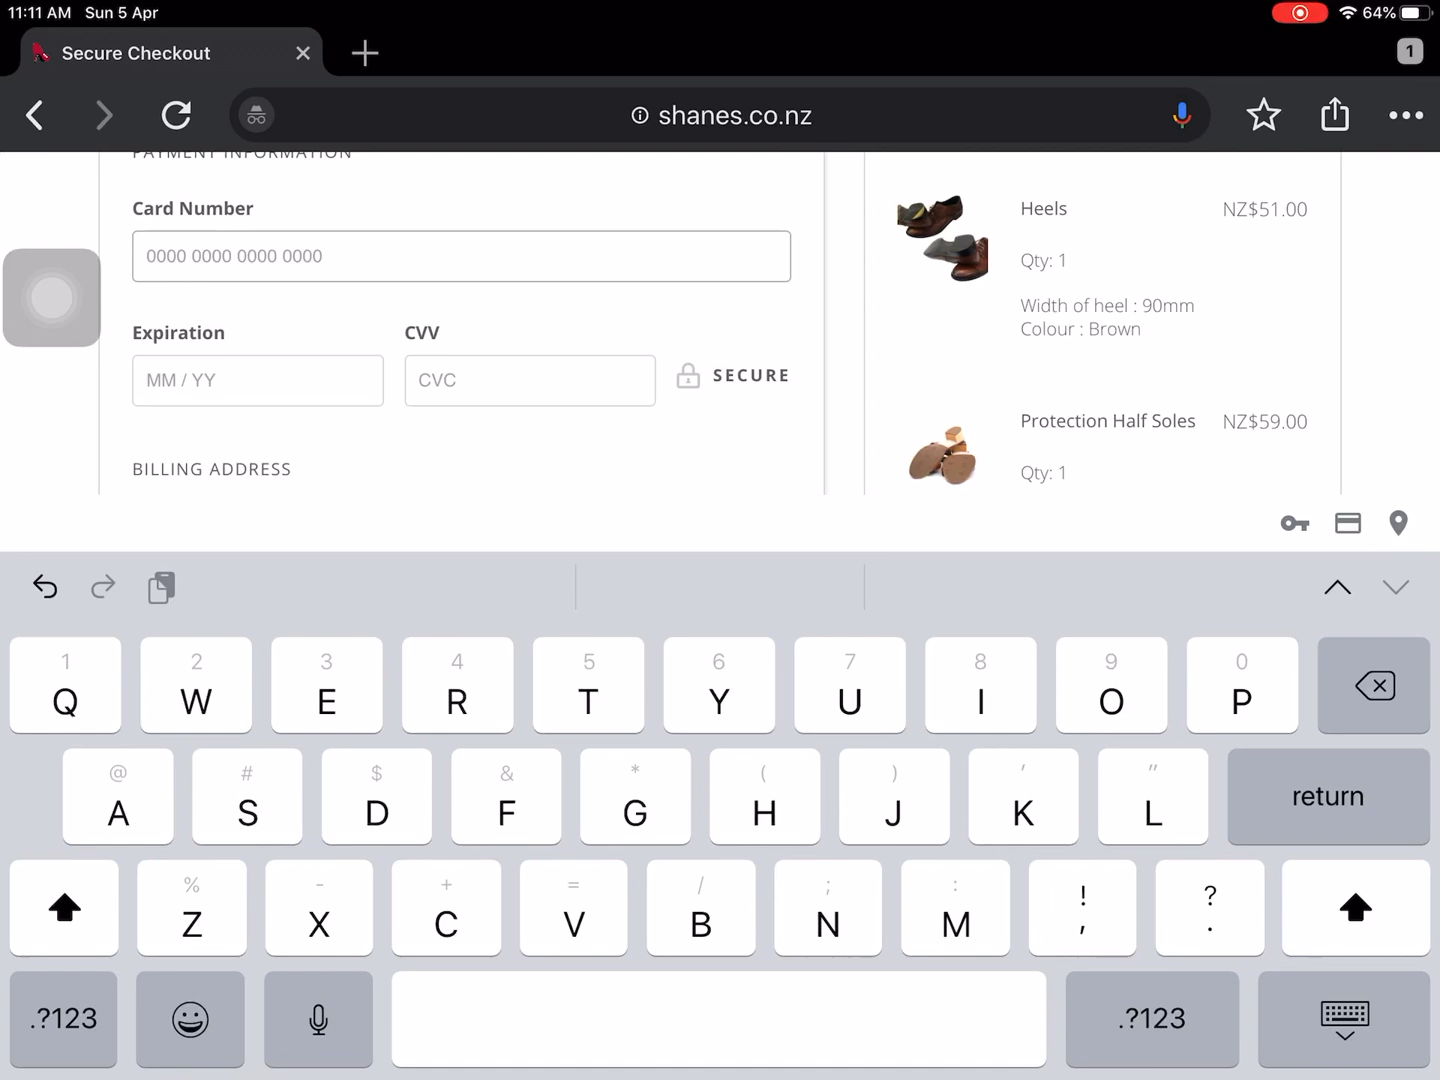 11:11 AM Sun 5 Apr
64%
Secure Checkout
1
shanes.co.nz
PAYMENT INFORMATION
Card Number
0000 0000 0000 0000
Expiration
CVV
MM / YY
CVC
SECURE
BILLING ADDRESS
Heels
NZ$51.00
Qty: 1
Width of heel : 90mm
Colour : Brown
Protection Half Soles
NZ$59.00
Qty: 1
1 2 3 4 5 6 7 8 9 0
Q W E R T Y U I O P
@ # $ & * ( ) ' "
A S D F G H J K L return
% - + = / ; : ! ?
Z X C V B N M , .
.?123 .?123